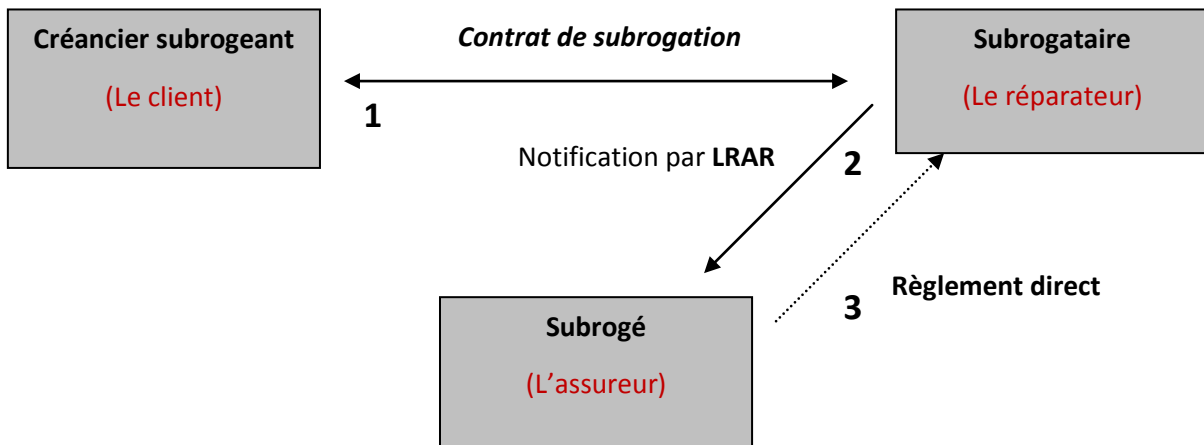 Créancier subrogeant
(Le client)
Contrat de subrogation
Subrogataire
(Le réparateur)
1
Notification par LRAR
2
Règlement direct
3
Subrogé
(L’assureur)